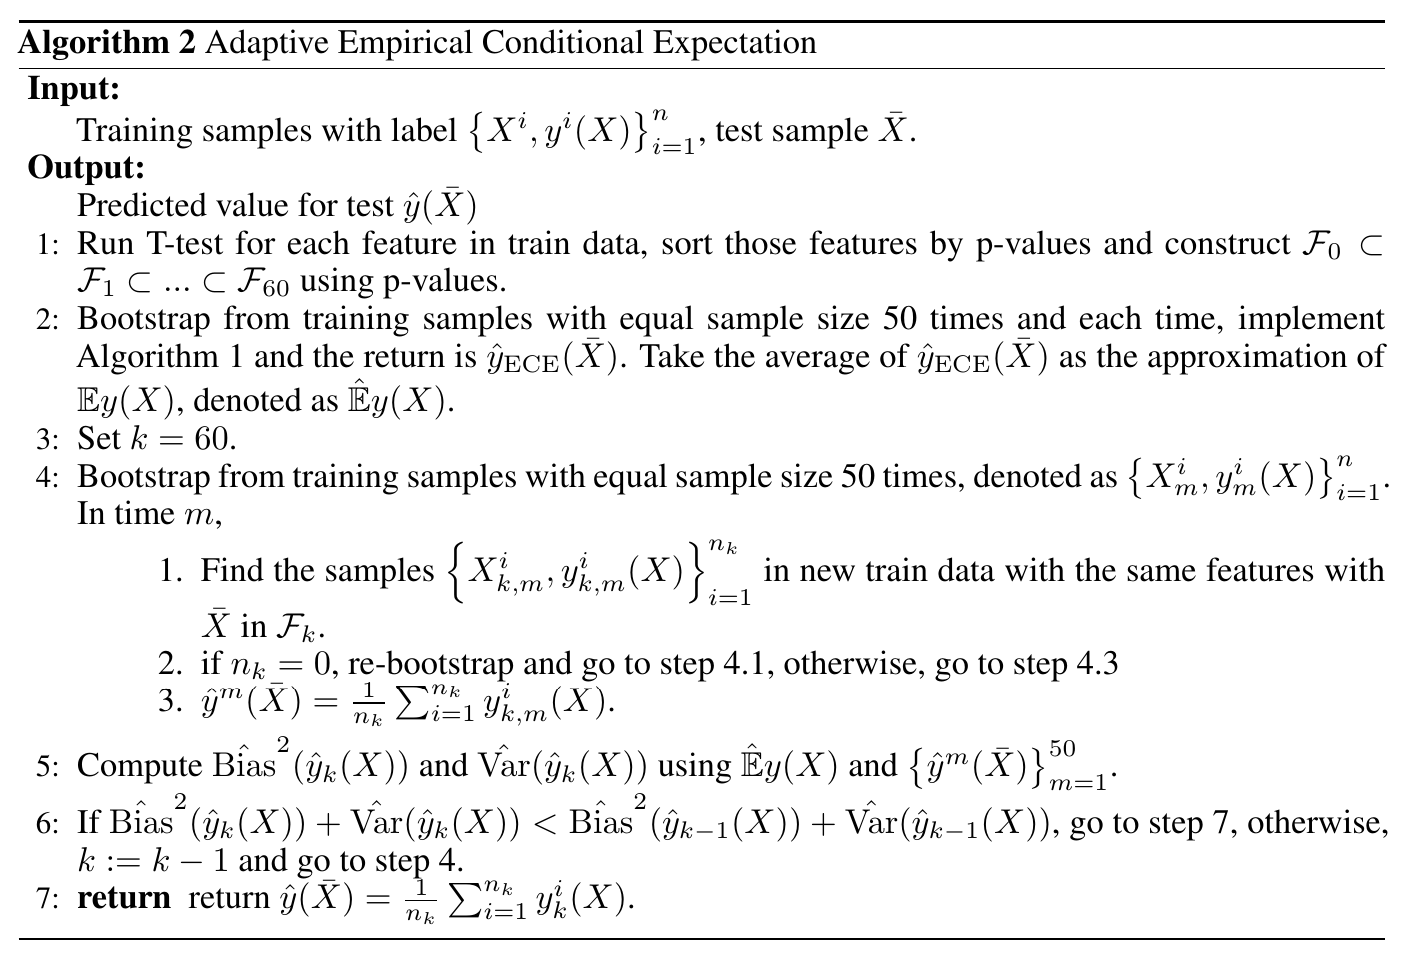 Algorithm 2 Adaptive Empirical Conditional Expectation
Input:
Training samples with label $\{X^i, y^i(X)\}_{i=1}^n$, test sample $\bar{X}$.
Output:
Predicted value for test $\hat{y}(\bar{X})$
1: Run T-test for each feature in train data, sort those features by p-values and construct $\mathcal{F}_0 \subset$
$\mathcal{F}_1 \subset ... \subset \mathcal{F}_{60}$ using p-values.
2: Bootstrap from training samples with equal sample size 50 times and each time, implement
Algorithm 1 and the return is $\hat{y}_{\mathrm{ECE}}(\bar{X})$. Take the average of $\hat{y}_{\mathrm{ECE}}(\bar{X})$ as the approximation of
$\mathbb{E}y(X)$, denoted as $\hat{\mathbb{E}}y(X)$.
3: Set $k = 60$.
4: Bootstrap from training samples with equal sample size 50 times, denoted as $\{X_m^i, y_m^i(X)\}_{i=1}^n$.
In time $m$,
1. Find the samples $\left\{X_{k,m}^i, y_{k,m}^i(X)\right\}_{i=1}^{n_k}$ in new train data with the same features with
$\bar{X}$ in $\mathcal{F}_k$.
2. if $n_k = 0$, re-bootstrap and go to step 4.1, otherwise, go to step 4.3
3. $\hat{y}^m(\bar{X}) = \frac{1}{n_k} \sum_{i=1}^{n_k} y_{k,m}^i(X)$.
5: Compute $\hat{\mathrm{Bias}}^2(\hat{y}_k(X))$ and $\hat{\mathrm{Var}}(\hat{y}_k(X))$ using $\hat{\mathbb{E}}y(X)$ and $\{\hat{y}^m(\bar{X})\}_{m=1}^{50}$.
6: If $\hat{\mathrm{Bias}}^2(\hat{y}_k(X)) + \hat{\mathrm{Var}}(\hat{y}_k(X)) < \hat{\mathrm{Bias}}^2(\hat{y}_{k-1}(X)) + \hat{\mathrm{Var}}(\hat{y}_{k-1}(X))$, go to step 7, otherwise,
$k := k - 1$ and go to step 4.
7: return return $\hat{y}(\bar{X}) = \frac{1}{n_k} \sum_{i=1}^{n_k} y_k^i(X)$.